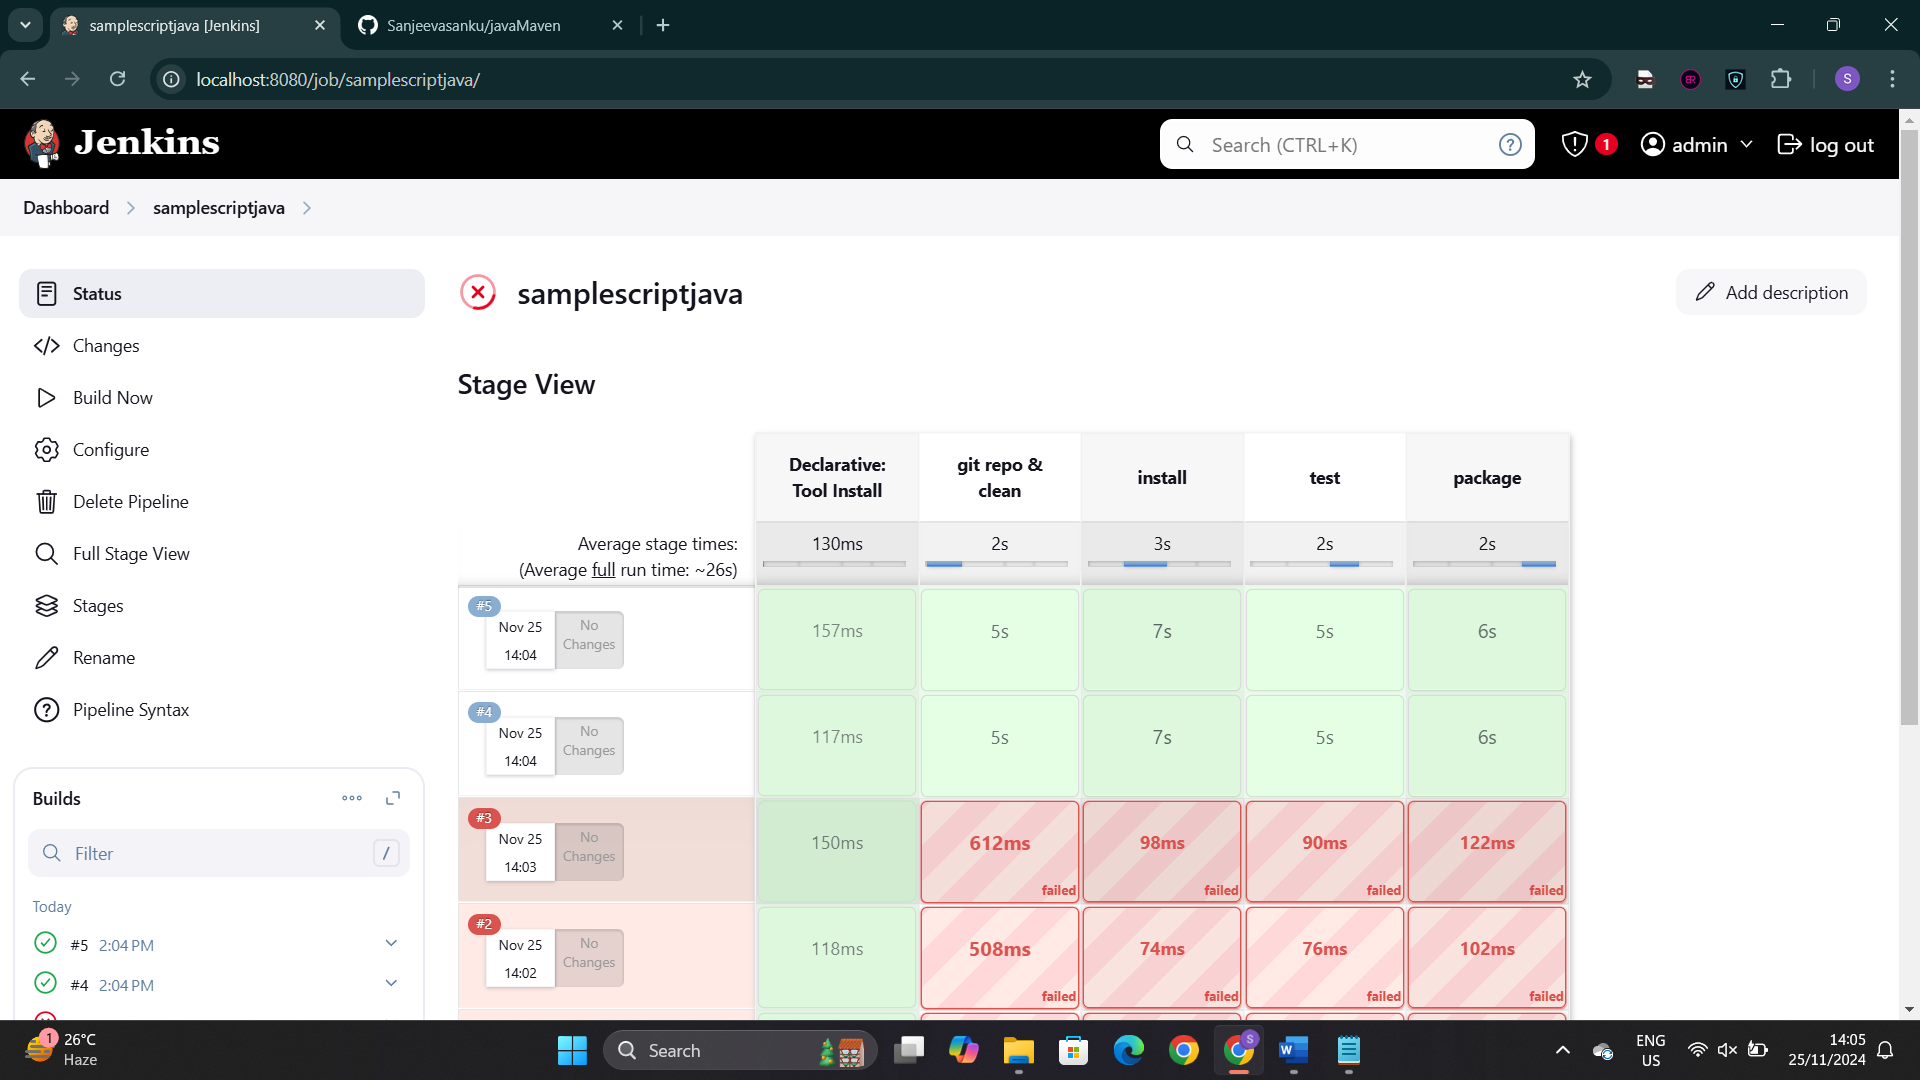 samplescriptjava [Jenkins]
Sanjeevasanku/javaMaven
localhost:8080/job/samplescriptjava/
BR
S
Jenkins
Search (CTRL+K)
?
1
admin
log out
Dashboard
samplescriptjava
Status
Changes
Build Now
Configure
Delete Pipeline
Full Stage View
Stages
Rename
Pipeline Syntax
Builds
Filter
/
Today
#5 2:04 PM
#4 2:04 PM
samplescriptjava
Add description
Stage View
Declarative: Tool Install
git repo & clean
install
test
package
Average stage times:
(Average full run time: ~26s)
130ms
2s
3s
2s
2s
#5
Nov 25
14:04
No Changes
157ms
5s
7s
5s
6s
#4
Nov 25
14:04
No Changes
117ms
5s
7s
5s
6s
#3
Nov 25
14:03
No Changes
150ms
612ms failed
98ms failed
90ms failed
122ms failed
#2
Nov 25
14:02
No Changes
118ms
508ms failed
74ms failed
76ms failed
102ms failed
1
26°C
Haze
Search
S
W
ENG
US
14:05
25/11/2024